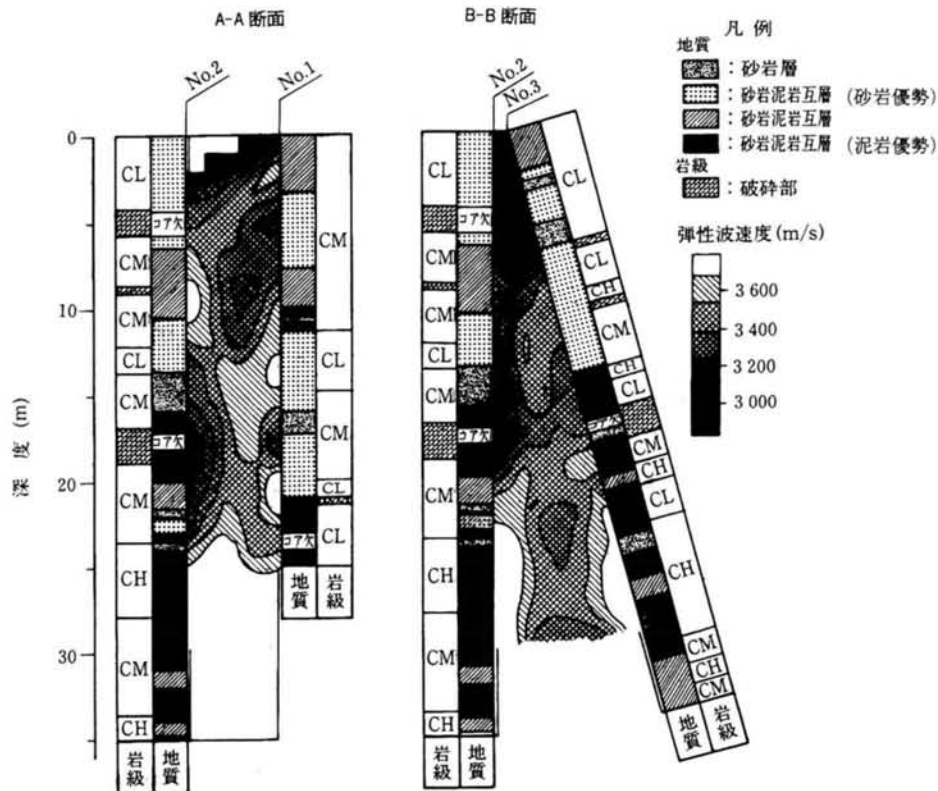 A-A 断面
No.2
No.1
深度(m)
0
10
20
30
CL
CM
CM
CL
CM
CM
CH
CM
CH
コア欠
コア欠
CM
CL
CM
CL
CL
コア欠
岩級
地質
地質
岩級
B-B 断面
No.2
No.3
CL
CM
CM
CL
CM
CM
CH
CM
CH
コア欠
コア欠
CL
CL
CH
CM
CH
CL
コア欠
CM
CH
CL
CH
CM
CH
CM
岩級
地質
地質
岩級
凡例
地質
:砂岩層
:砂岩泥岩互層 (砂岩優勢)
:砂岩泥岩互層
:砂岩泥岩互層 (泥岩優勢)
岩級
:破砕部
弾性波速度(m/s)
3 600
3 400
3 200
3 000